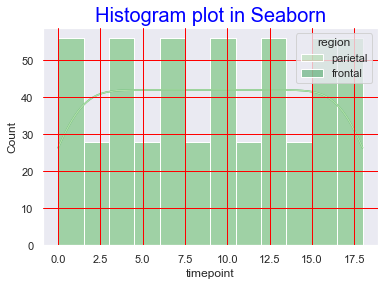 Histogram plot in Seaborn
region
parietal
frontal
50
40
30
20
10
0
Count
0.0 2.5 5.0 7.5 10.0 12.5 15.0 17.5
timepoint